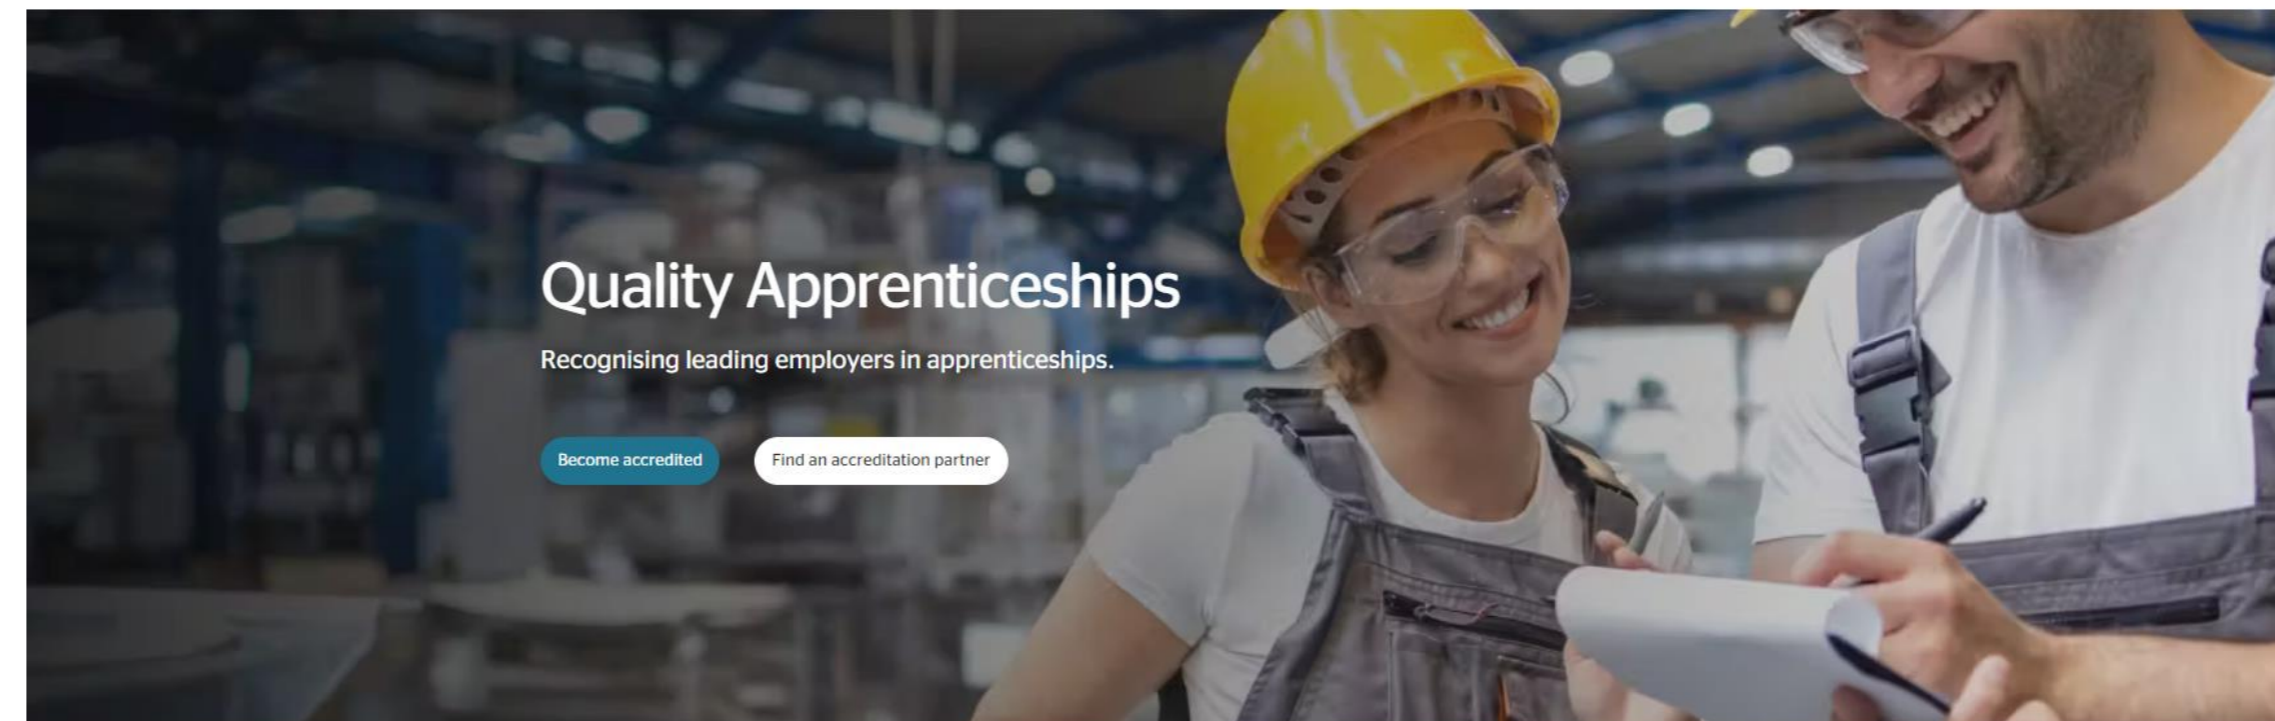 Quality Apprenticeships
Recognising leading employers in apprenticeships.
Become accredited
Find an accreditation partner